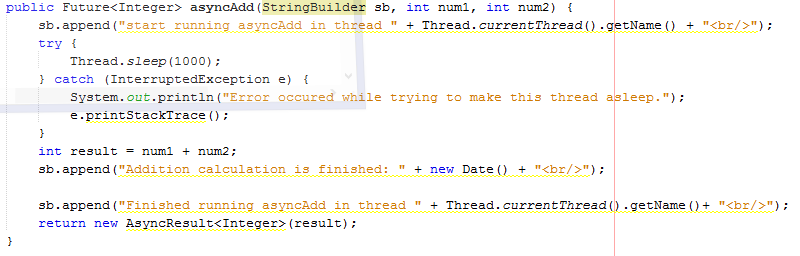 public Future<Integer> asyncAdd(StringBuilder sb, int num1, int num2) {
sb.append("start running asyncAdd in thread " + Thread.currentThread().getName() + "<br/>");
try {
Thread.sleep(1000);
} catch (InterruptedException e) {
System.out.println("Error occured while trying to make this thread asleep.");
e.printStackTrace();
}
int result = num1 + num2;
sb.append("Addition calculation is finished: " + new Date() + "<br/>");
sb.append("Finished running asyncAdd in thread " + Thread.currentThread().getName()+ "<br/>");
return new AsyncResult<Integer>(result);
}